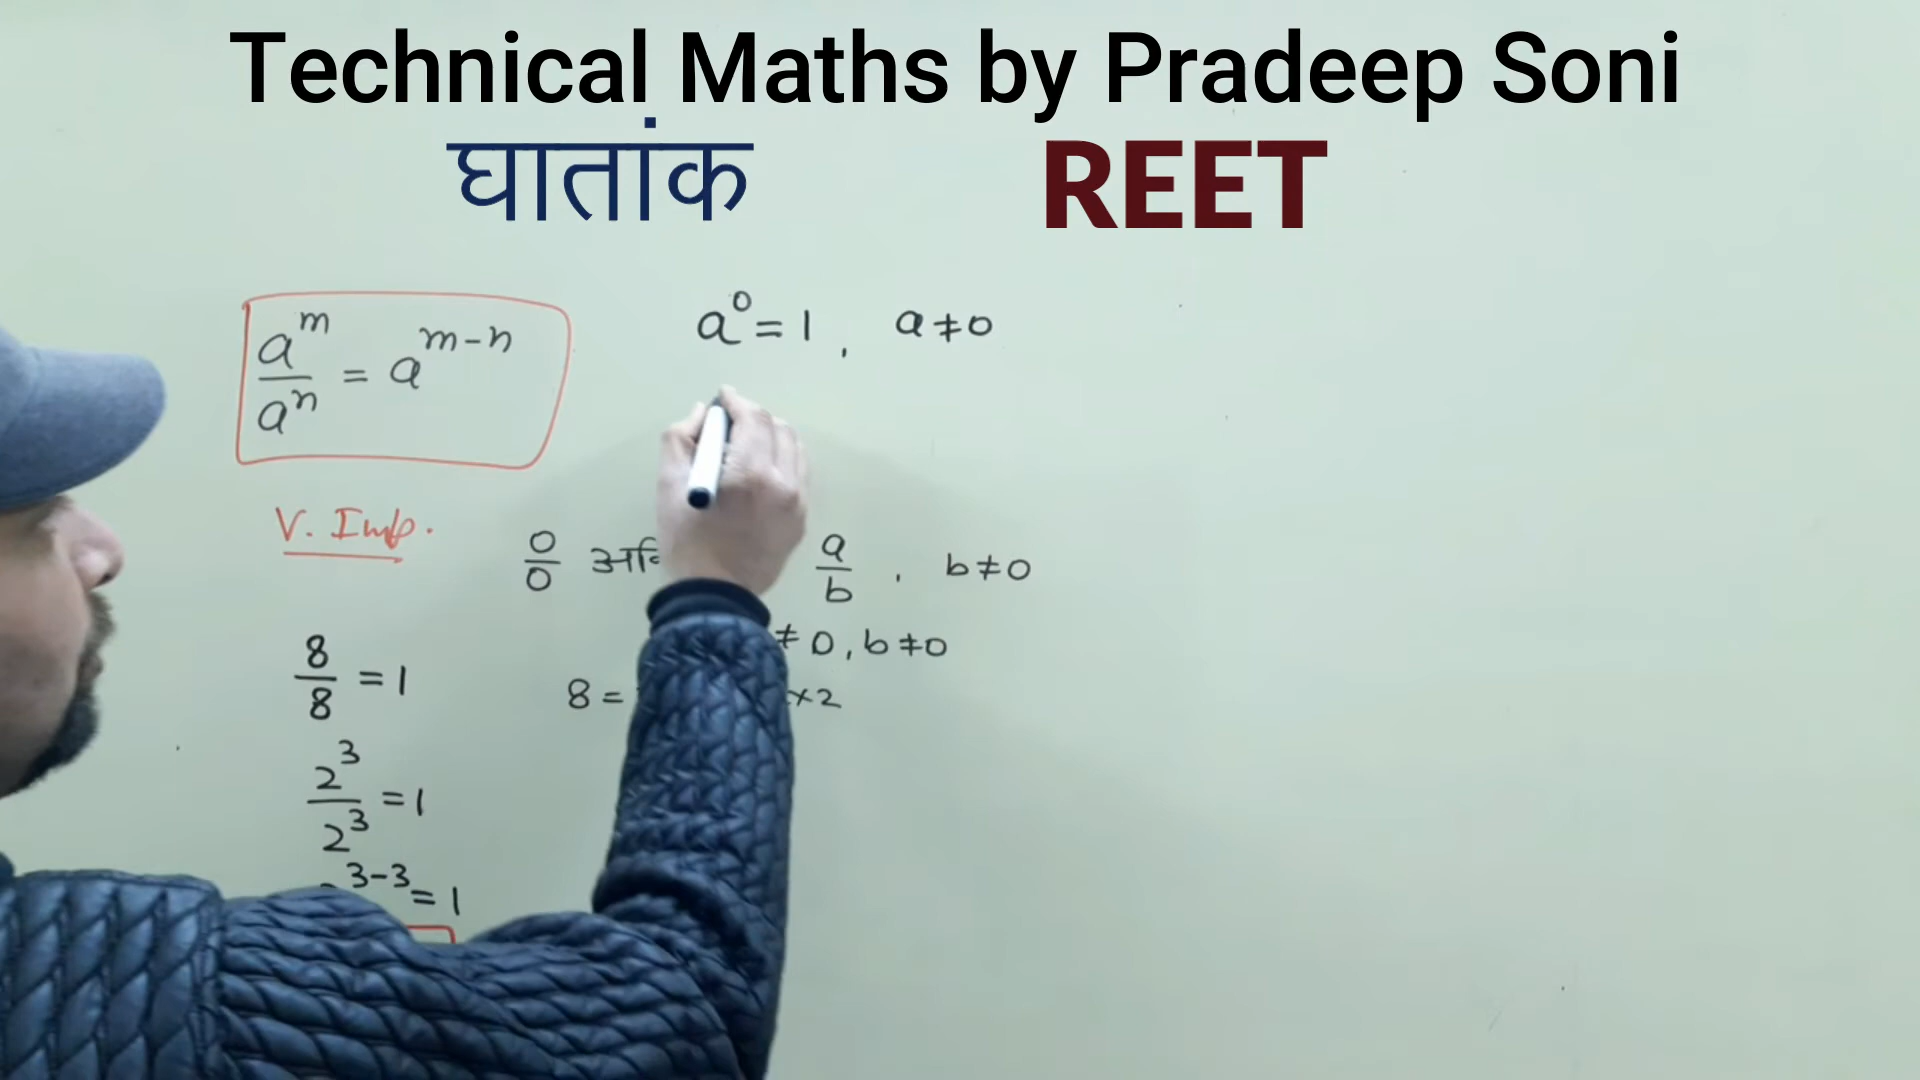 Technical Maths by Pradeep Soni
घातांक REET
a^m/a^n = a^(m-n)
a^0 = 1, a ≠ 0
V. Imp.
0/0
a/b, b ≠ 0
≠ 0, b ≠ 0
8/8 = 1
8 =
×2
2^3/2^3 = 1
3-3 = 1